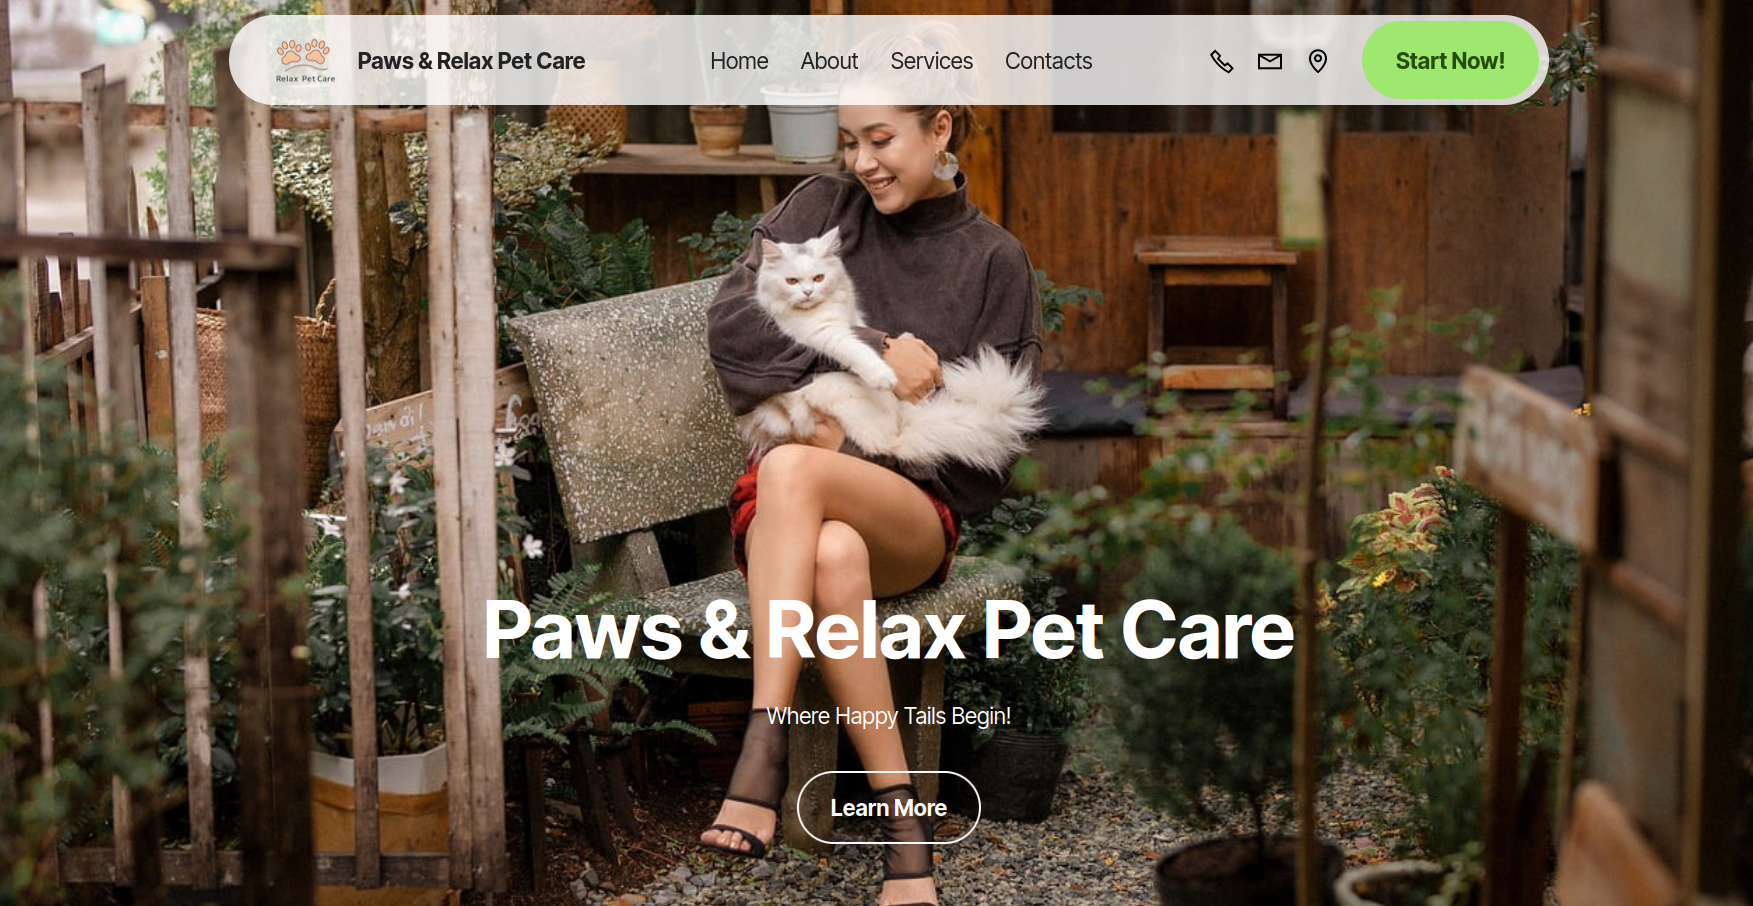 Relax Pet Care
Paws & Relax Pet Care
Home
About
Services
Contacts
Start Now!
Paws & Relax Pet Care
Where Happy Tails Begin!
Learn More